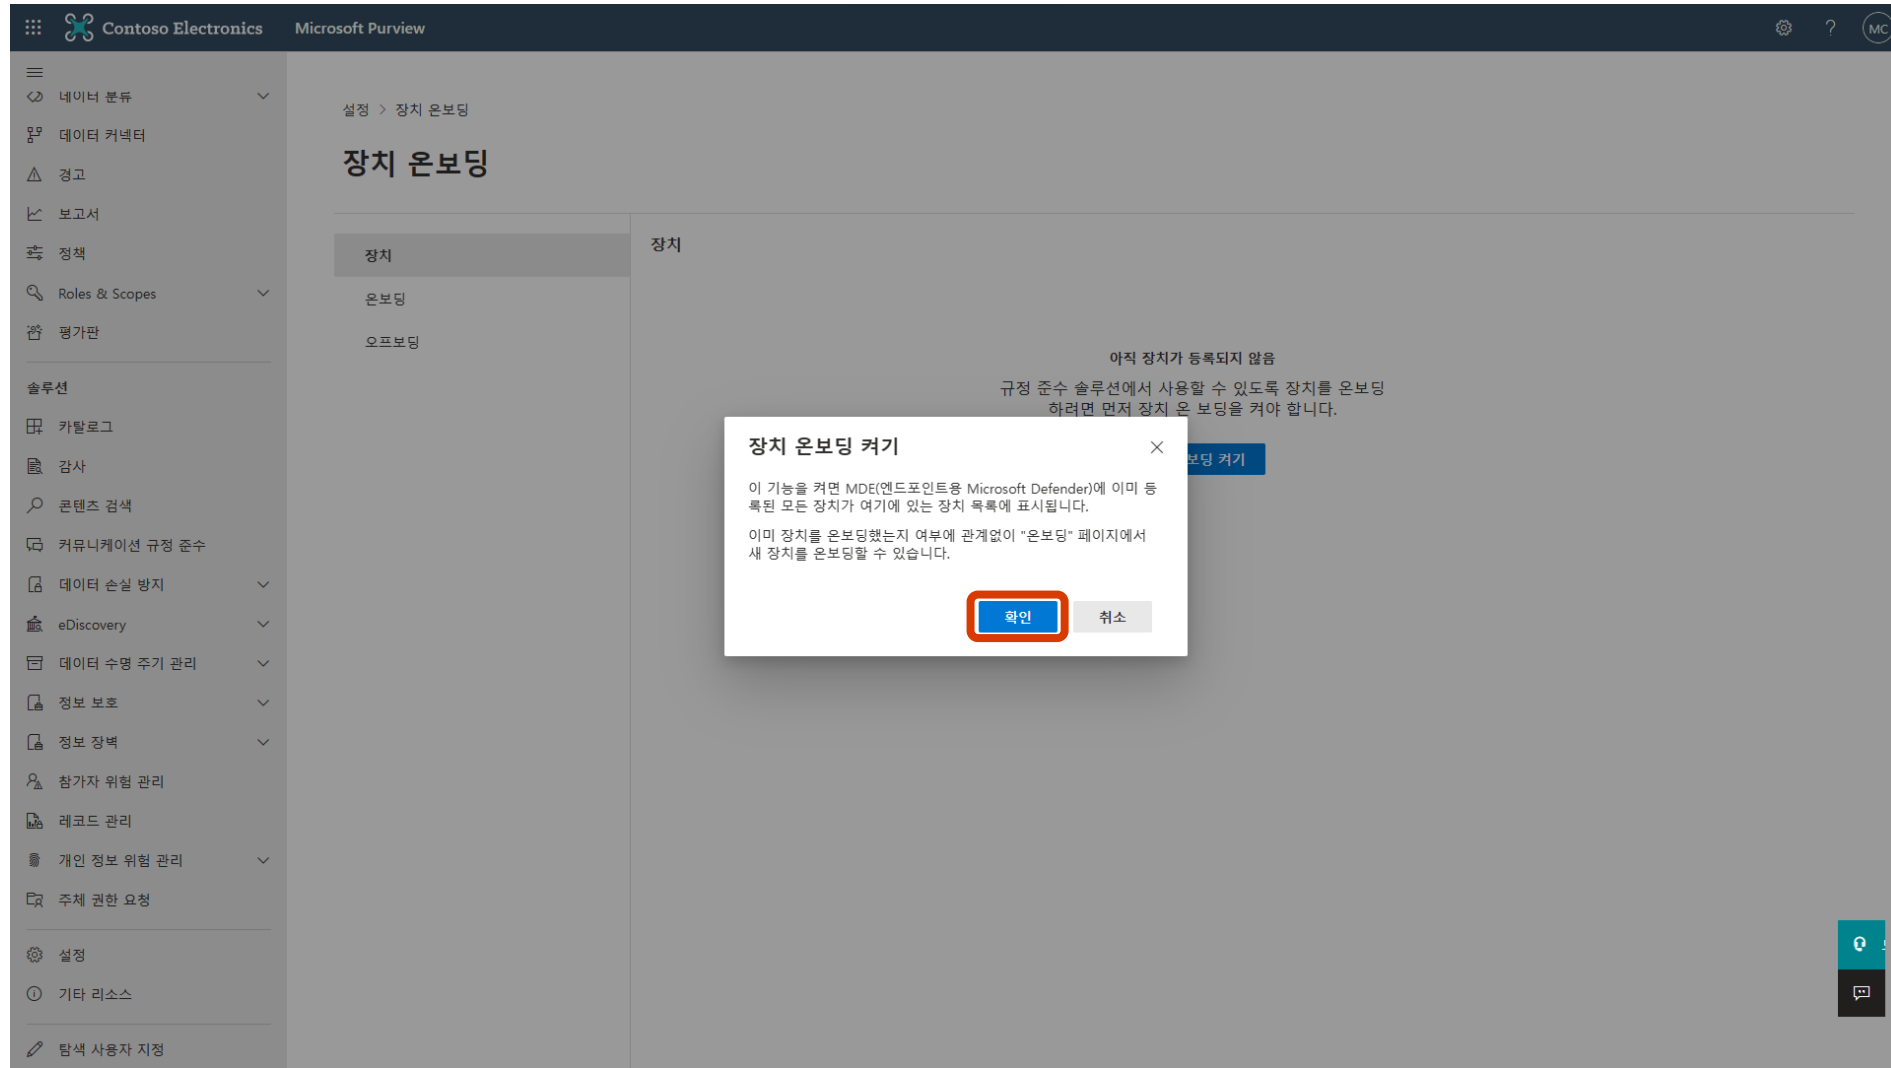 Contoso Electronics
Microsoft Purview
MC
데이터 분류
데이터 커넥터
경고
보고서
정책
Roles & Scopes
평가판
솔루션
카탈로그
감사
콘텐츠 검색
커뮤니케이션 규정 준수
데이터 손실 방지
eDiscovery
데이터 수명 주기 관리
정보 보호
정보 장벽
참가자 위험 관리
레코드 관리
개인 정보 위험 관리
주체 권한 요청
설정
기타 리소스
탐색 사용자 지정
설정 > 장치 온보딩
장치 온보딩
장치
온보딩
오프보딩
장치
아직 장치가 등록되지 않음
규정 준수 솔루션에서 사용할 수 있도록 장치를 온보딩
하려면 먼저 장치 온 보딩을 켜야 합니다.
보딩 켜기
장치 온보딩 켜기
이 기능을 켜면 MDE(엔드포인트용 Microsoft Defender)에 이미 등
록된 모든 장치가 여기에 있는 장치 목록에 표시됩니다.
이미 장치를 온보딩했는지 여부에 관계없이 "온보딩" 페이지에서
새 장치를 온보딩할 수 있습니다.
확인
취소